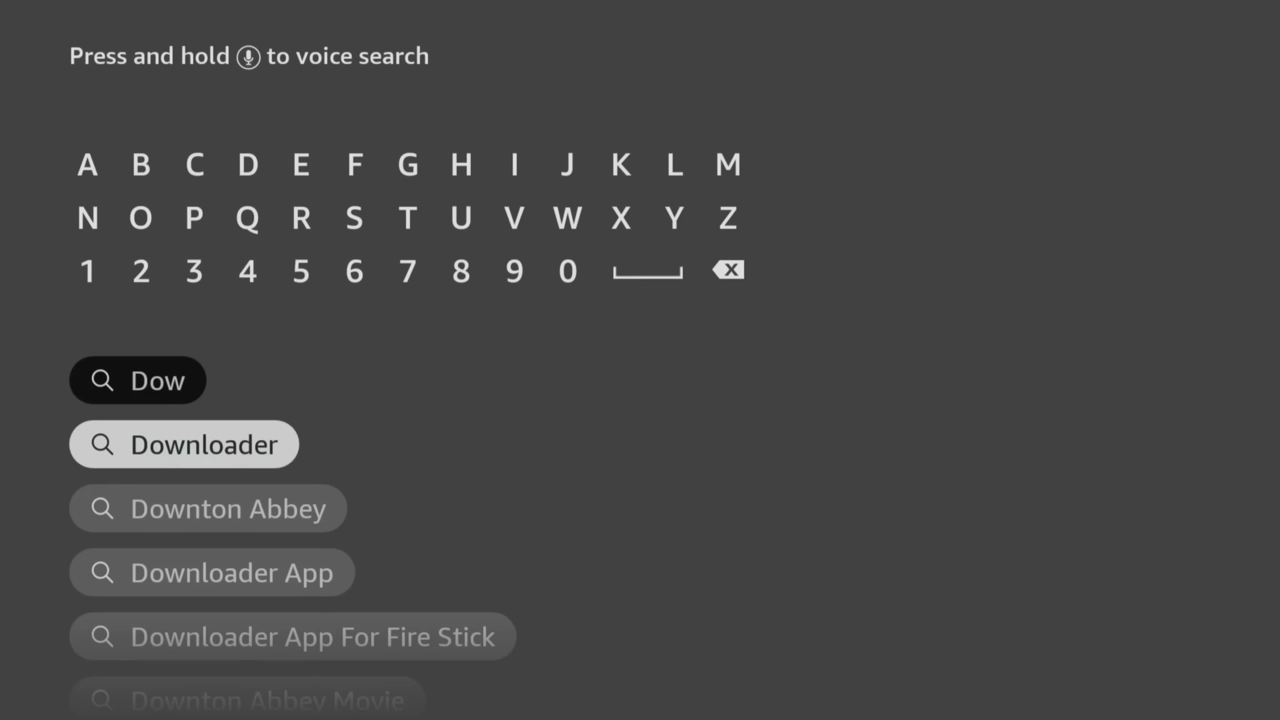 Press and hold to voice search
A B C D E F G H I J K L M
N O P Q R S T U V W X Y Z
1 2 3 4 5 6 7 8 9 0
Dow
Downloader
Downton Abbey
Downloader App
Downloader App For Fire Stick
Downton Abbey Movie